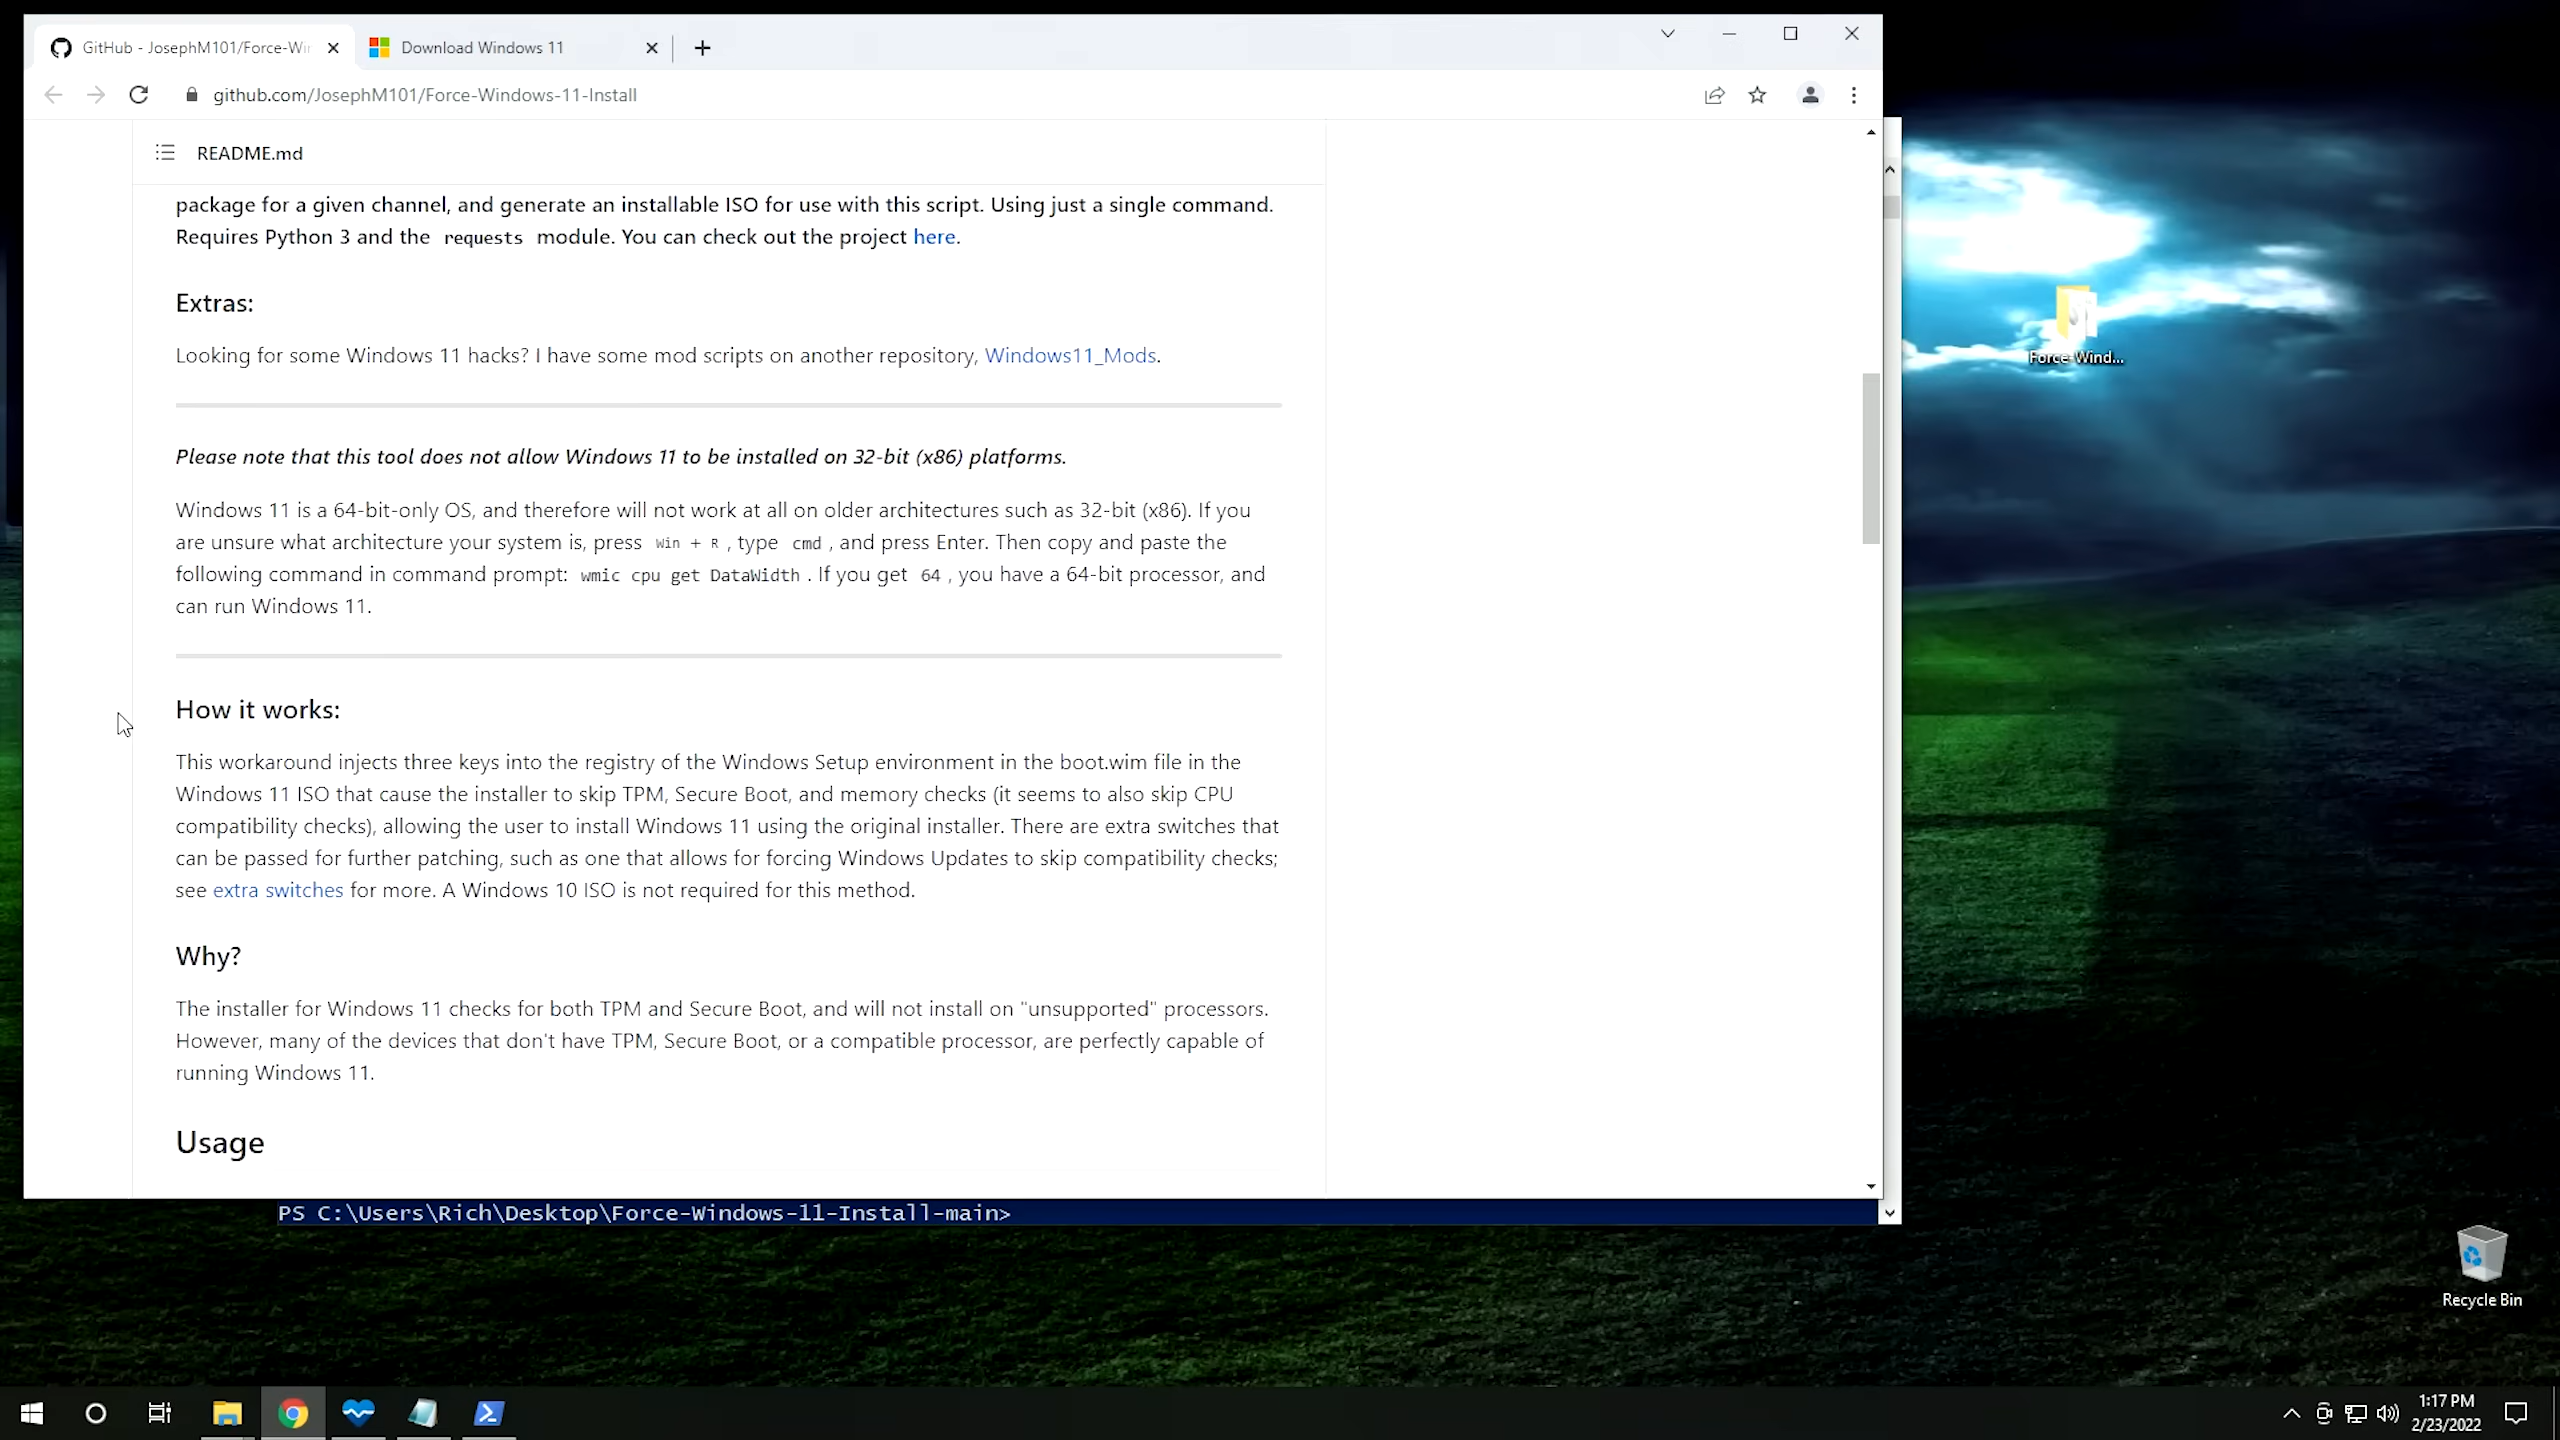 GitHub - JosephM101/Force-Wi
Download Windows 11
github.com/JosephM101/Force-Windows-11-Install
README.md
package for a given channel, and generate an installable ISO for use with this script. Using just a single command.
Requires Python 3 and the requests module. You can check out the project here.
Extras:
Looking for some Windows 11 hacks? I have some mod scripts on another repository, Windows11_Mods.
Please note that this tool does not allow Windows 11 to be installed on 32-bit (x86) platforms.
Windows 11 is a 64-bit-only OS, and therefore will not work at all on older architectures such as 32-bit (x86). If you
are unsure what architecture your system is, press Win + R , type cmd , and press Enter. Then copy and paste the
following command in command prompt: wmic cpu get DataWidth . If you get 64 , you have a 64-bit processor, and
can run Windows 11.
How it works:
This workaround injects three keys into the registry of the Windows Setup environment in the boot.wim file in the
Windows 11 ISO that cause the installer to skip TPM, Secure Boot, and memory checks (it seems to also skip CPU
compatibility checks), allowing the user to install Windows 11 using the original installer. There are extra switches that
can be passed for further patching, such as one that allows for forcing Windows Updates to skip compatibility checks;
see extra switches for more. A Windows 10 ISO is not required for this method.
Why?
The installer for Windows 11 checks for both TPM and Secure Boot, and will not install on "unsupported" processors.
However, many of the devices that don't have TPM, Secure Boot, or a compatible processor, are perfectly capable of
running Windows 11.
Usage
PS C:\Users\Rich\Desktop\Force-Windows-11-Install-main>
Force-Wind...
Recycle Bin
1:17 PM
2/23/2022